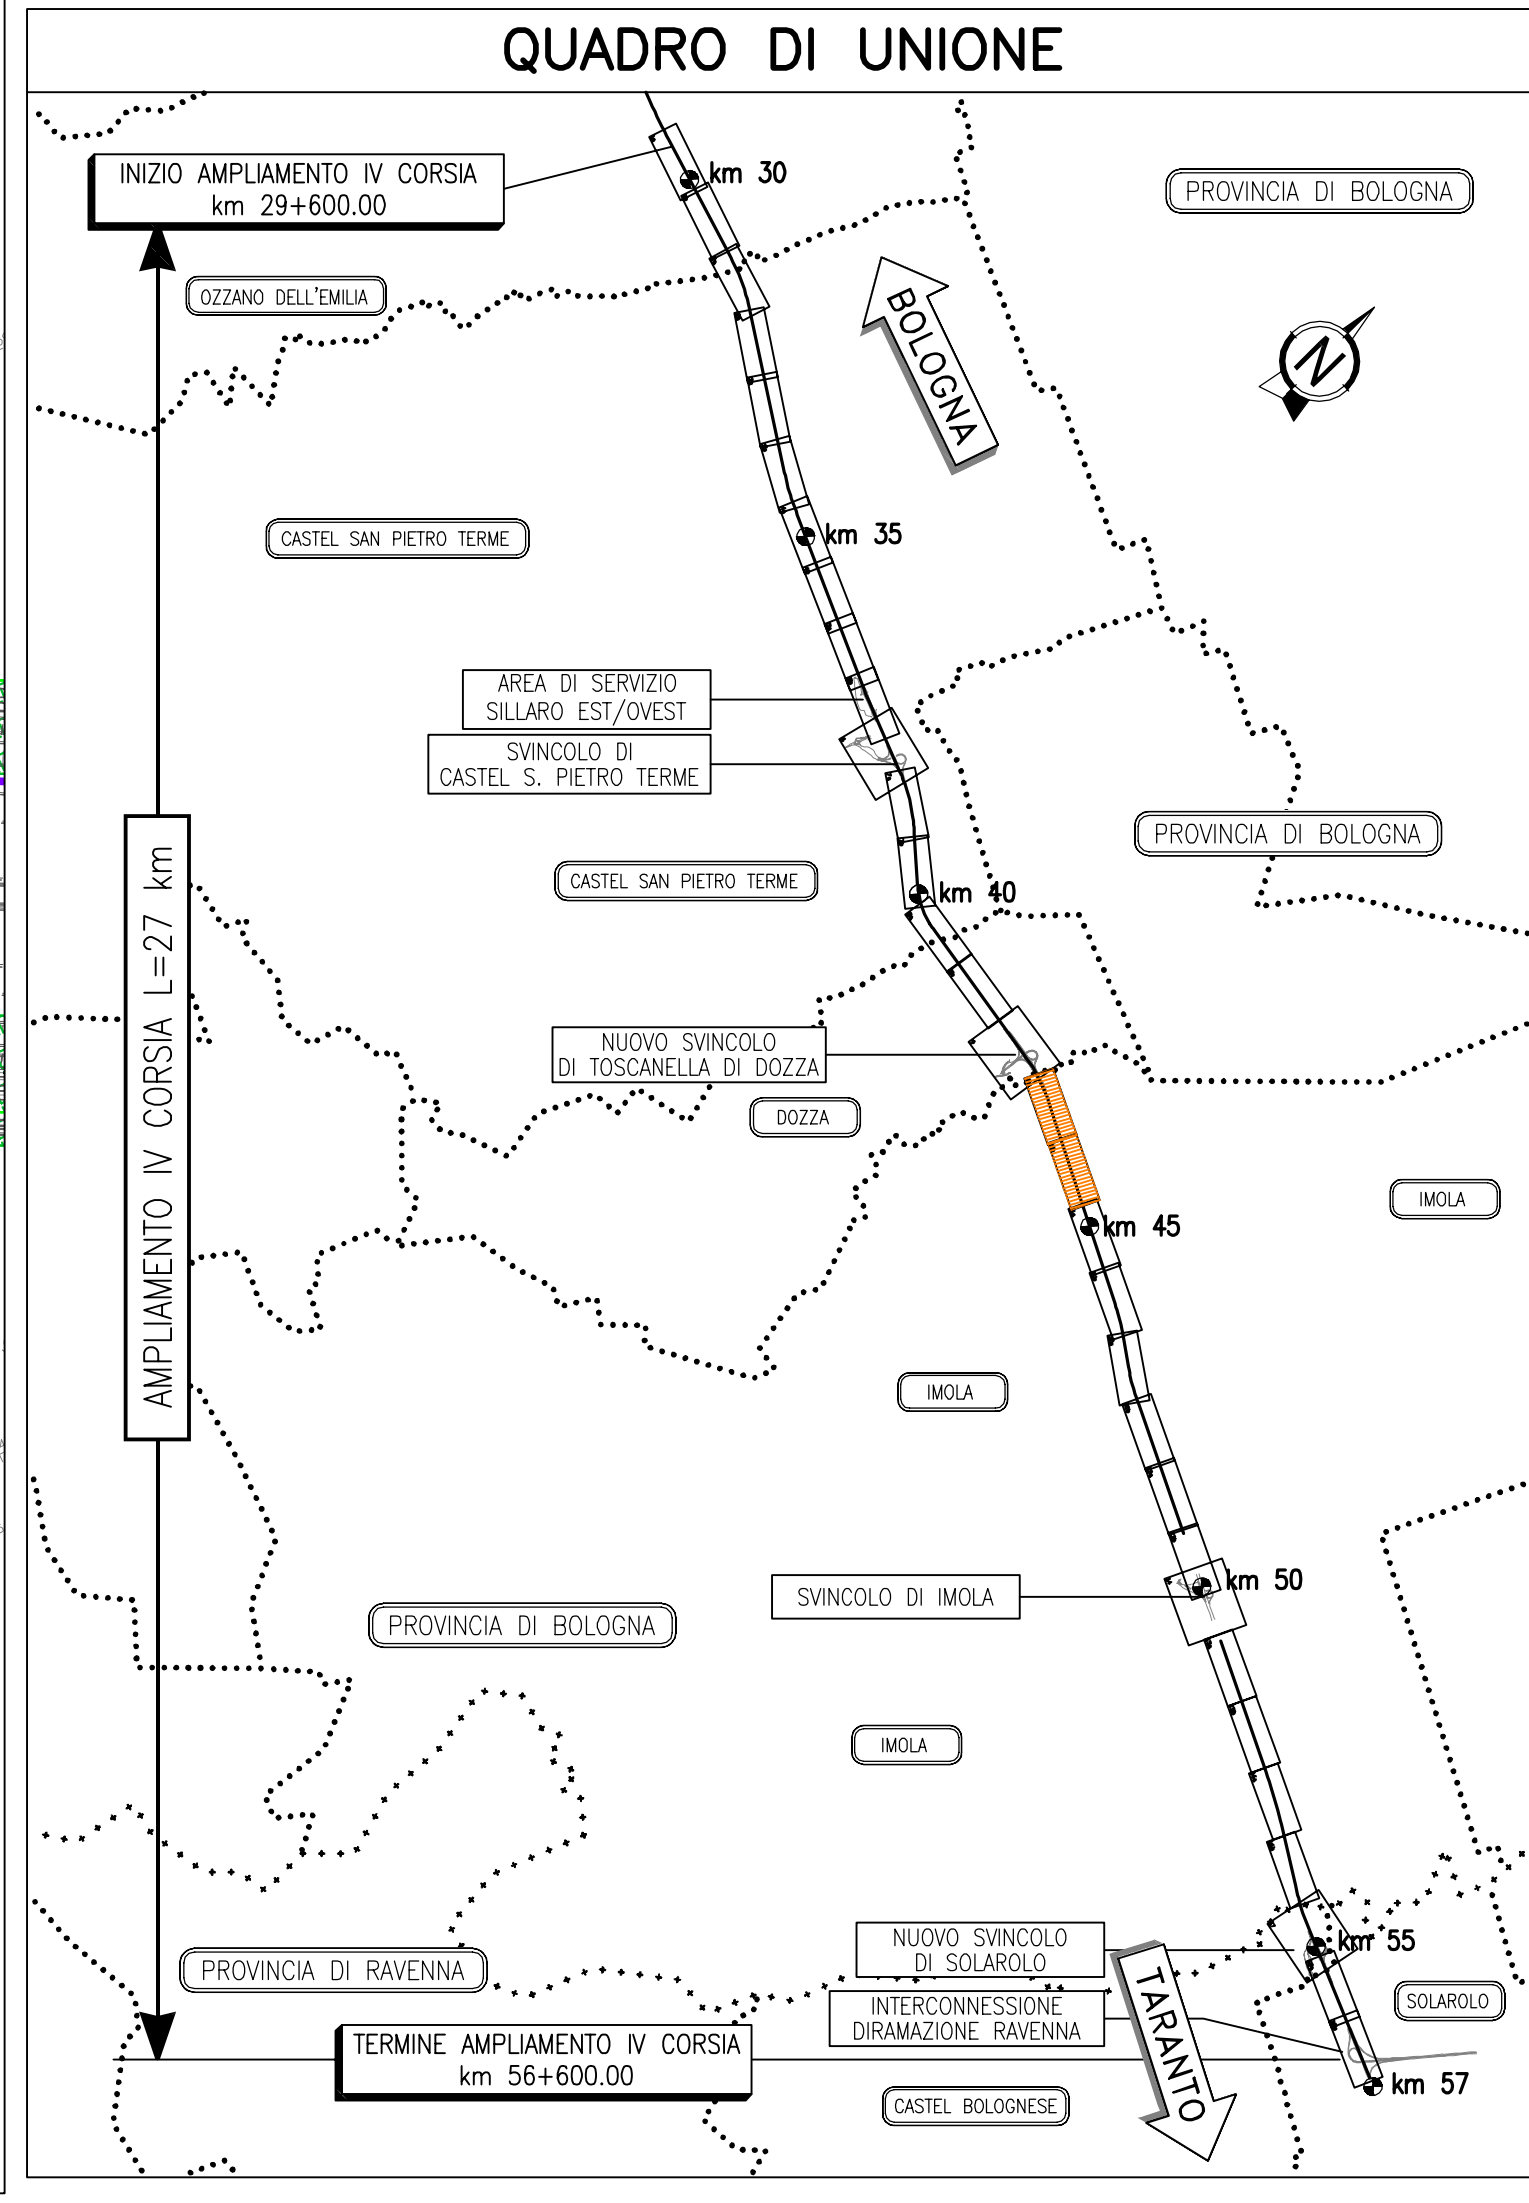 QUADRO DI UNIONE
INIZIO AMPLIAMENTO IV CORSIA
km 29+600.00
km 30
PROVINCIA DI BOLOGNA
OZZANO DELL'EMILIA
BOLOGNA
N
CASTEL SAN PIETRO TERME
km 35
AREA DI SERVIZIO
SILLARO EST/OVEST
SVINCOLO DI
CASTEL S. PIETRO TERME
PROVINCIA DI BOLOGNA
CASTEL SAN PIETRO TERME
km 40
AMPLIAMENTO IV CORSIA L=27 km
NUOVO SVINCOLO
DI TOSCANELLA DI DOZZA
DOZZA
IMOLA
km 45
IMOLA
km 50
SVINCOLO DI IMOLA
PROVINCIA DI BOLOGNA
IMOLA
NUOVO SVINCOLO
DI SOLAROLO
km 55
PROVINCIA DI RAVENNA
SOLAROLO
INTERCONNESSIONE
DIRAMAZIONE RAVENNA
TARANTO
TERMINE AMPLIAMENTO IV CORSIA
km 56+600.00
km 57
CASTEL BOLOGNESE